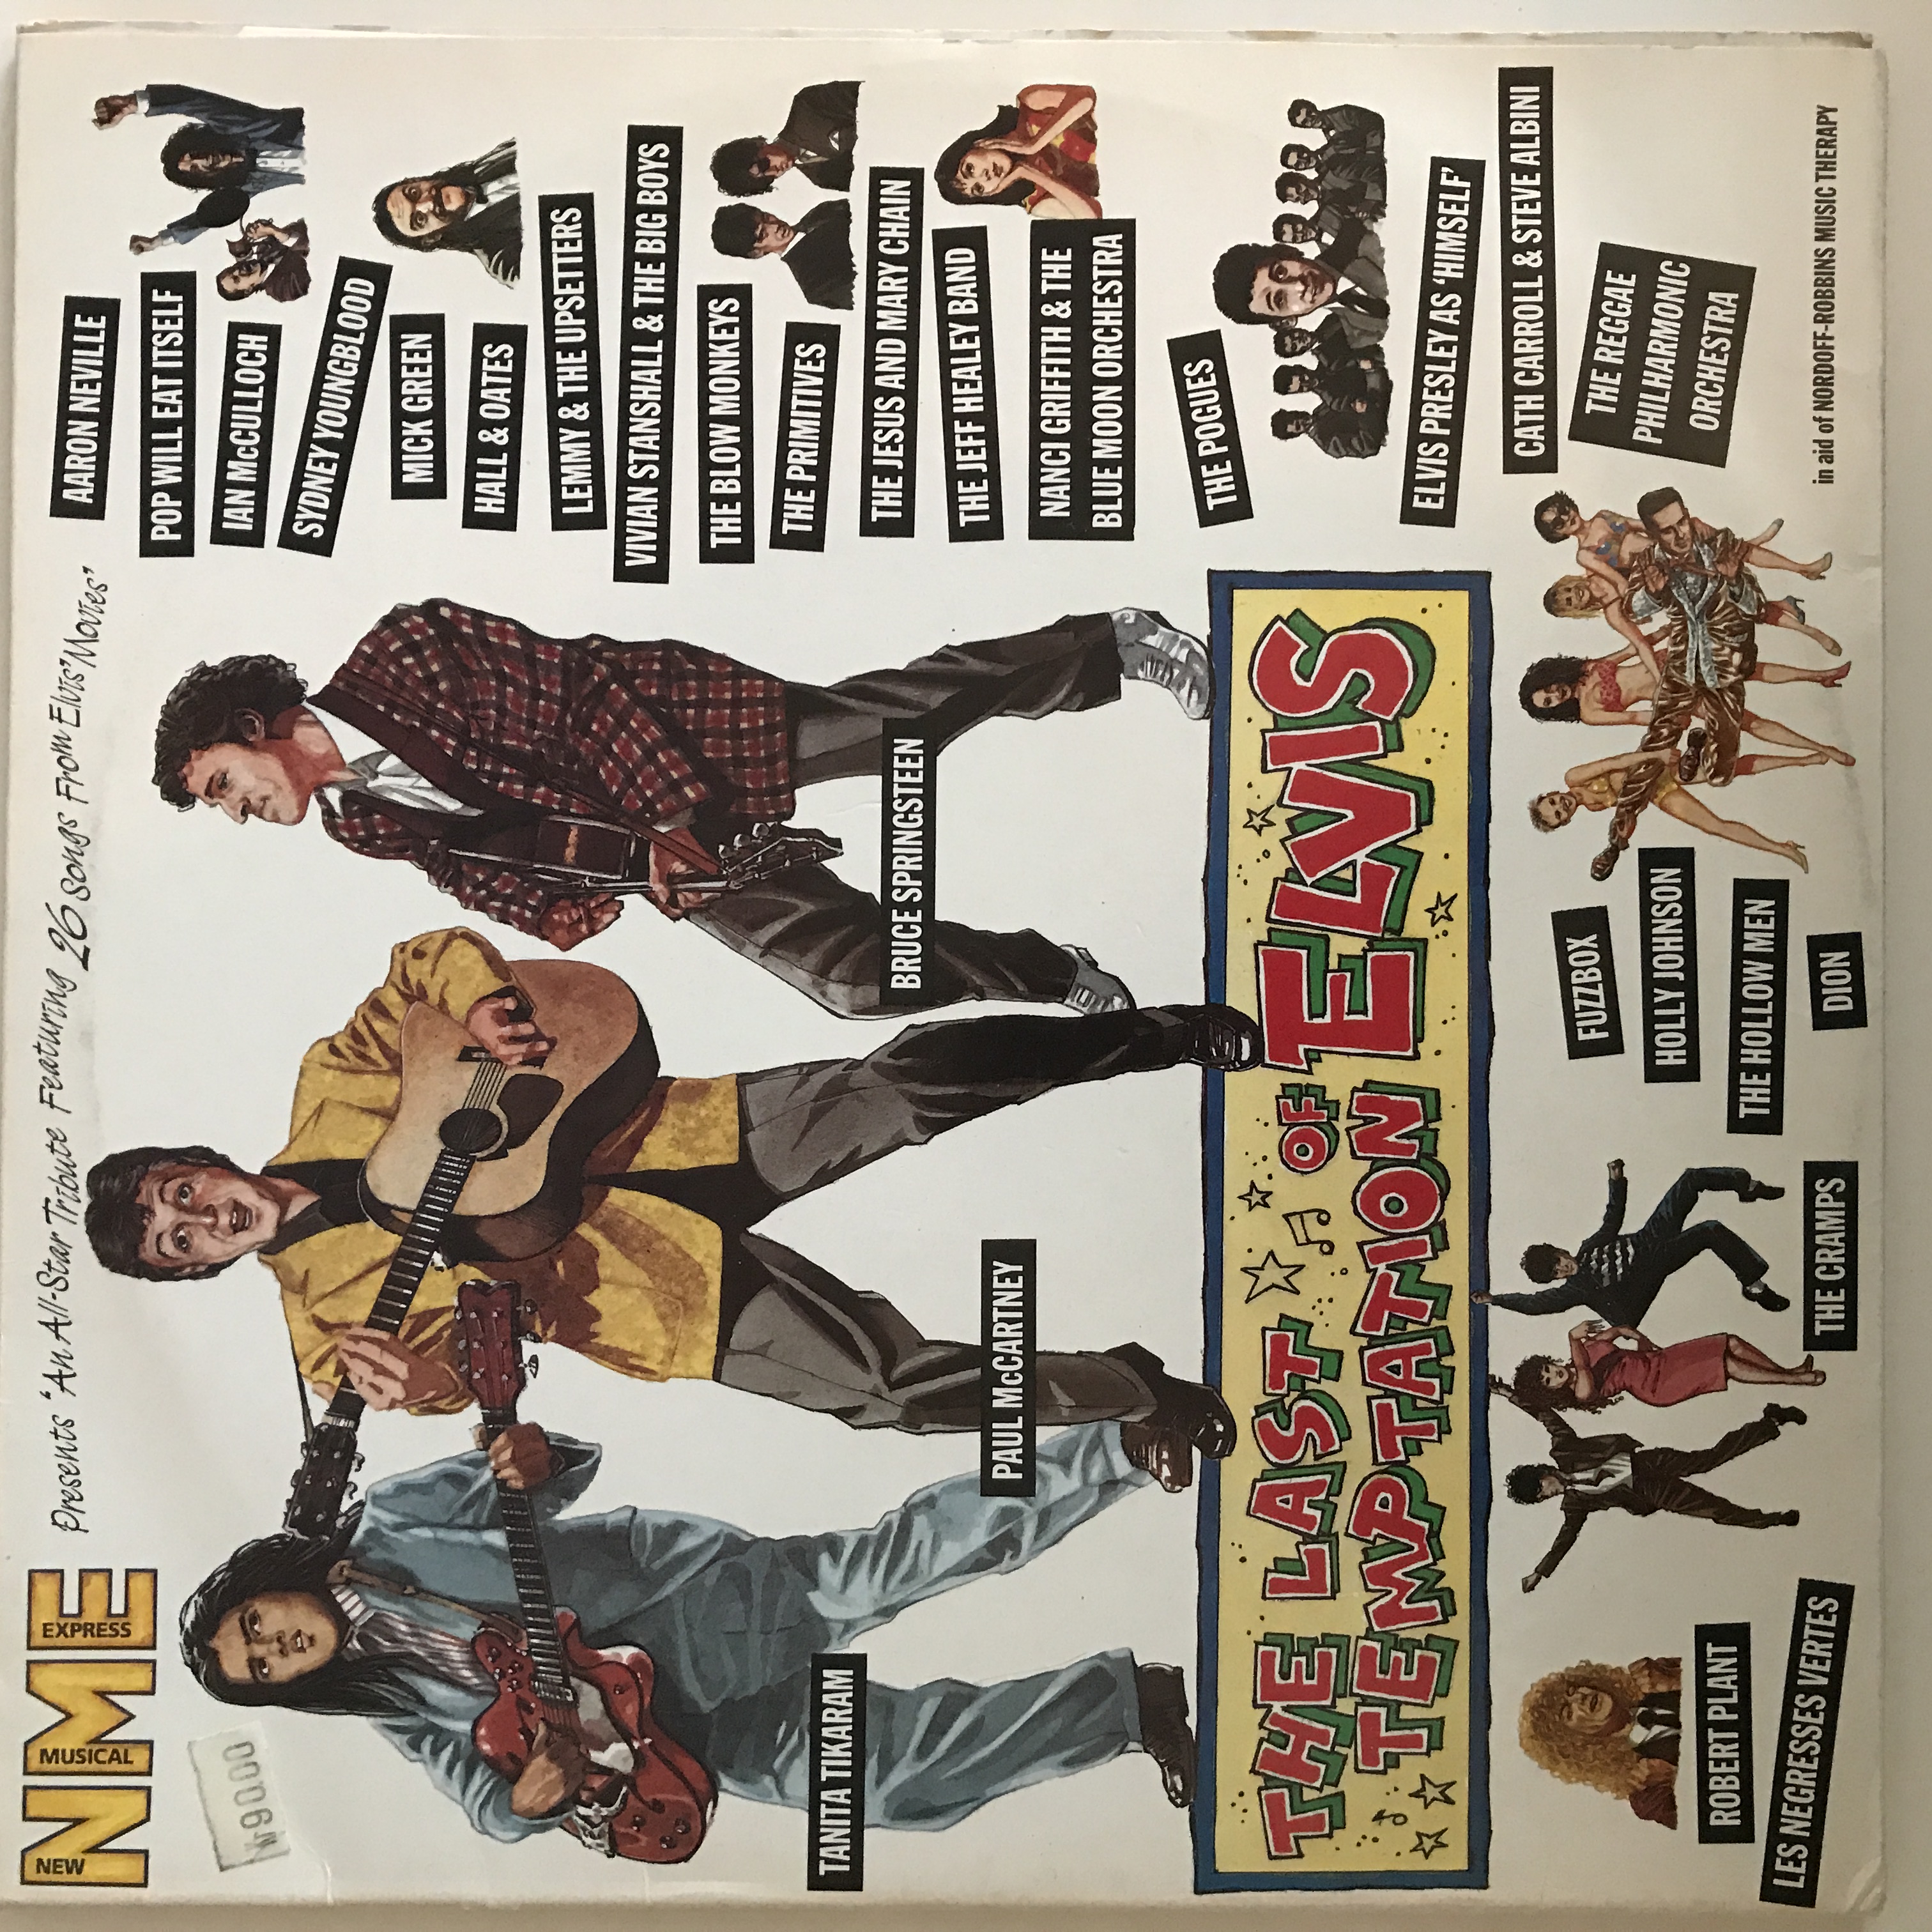 NME
NEW MUSICAL EXPRESS
Presents 'An All-Star Tribute Featuring 26 Songs From Elvis' Movies'
kr90.00
AARON NEVILLE
POP WILL EAT ITSELF
IAN McCULLOCH
SYDNEY YOUNGBLOOD
MICK GREEN
HALL & OATES
LEMMY & THE UPSETTERS
VIVIAN STANSHALL & THE BIG BOYS
THE BLOW MONKEYS
THE PRIMITIVES
THE JESUS AND MARY CHAIN
THE JEFF HEALEY BAND
NANCI GRIFFITH & THE
BLUE MOON ORCHESTRA
THE POGUES
ELVIS PRESLEY AS 'HIMSELF'
CATH CARROLL & STEVE ALBINI
THE REGGAE
PHILHARMONIC
ORCHESTRA
TANITA TIKARAM
PAUL McCARTNEY
BRUCE SPRINGSTEEN
THE LAST OF ELVIS
TEMPTATION
ROBERT PLANT
LES NEGRESSES VERTES
THE CRAMPS
FUZZBOX
HOLLY JOHNSON
THE HOLLOW MEN
DION
in aid of NORDOFF-ROBBINS MUSIC THERAPY